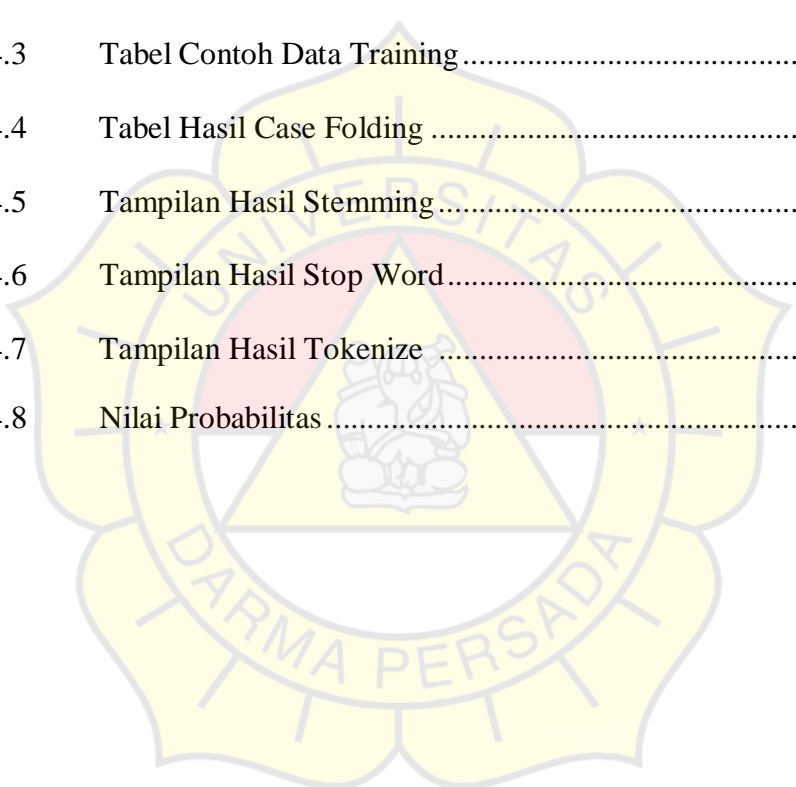 .3 Tabel Contoh Data Training....................................
.4 Tabel Hasil Case Folding ........................................
.5 Tampilan Hasil Stemming.......................................
.6 Tampilan Hasil Stop Word......................................
.7 Tampilan Hasil Tokenize .......................................
.8 Nilai Probabilitas....................................................
UNIVERSITAS
DARMA PERSADA